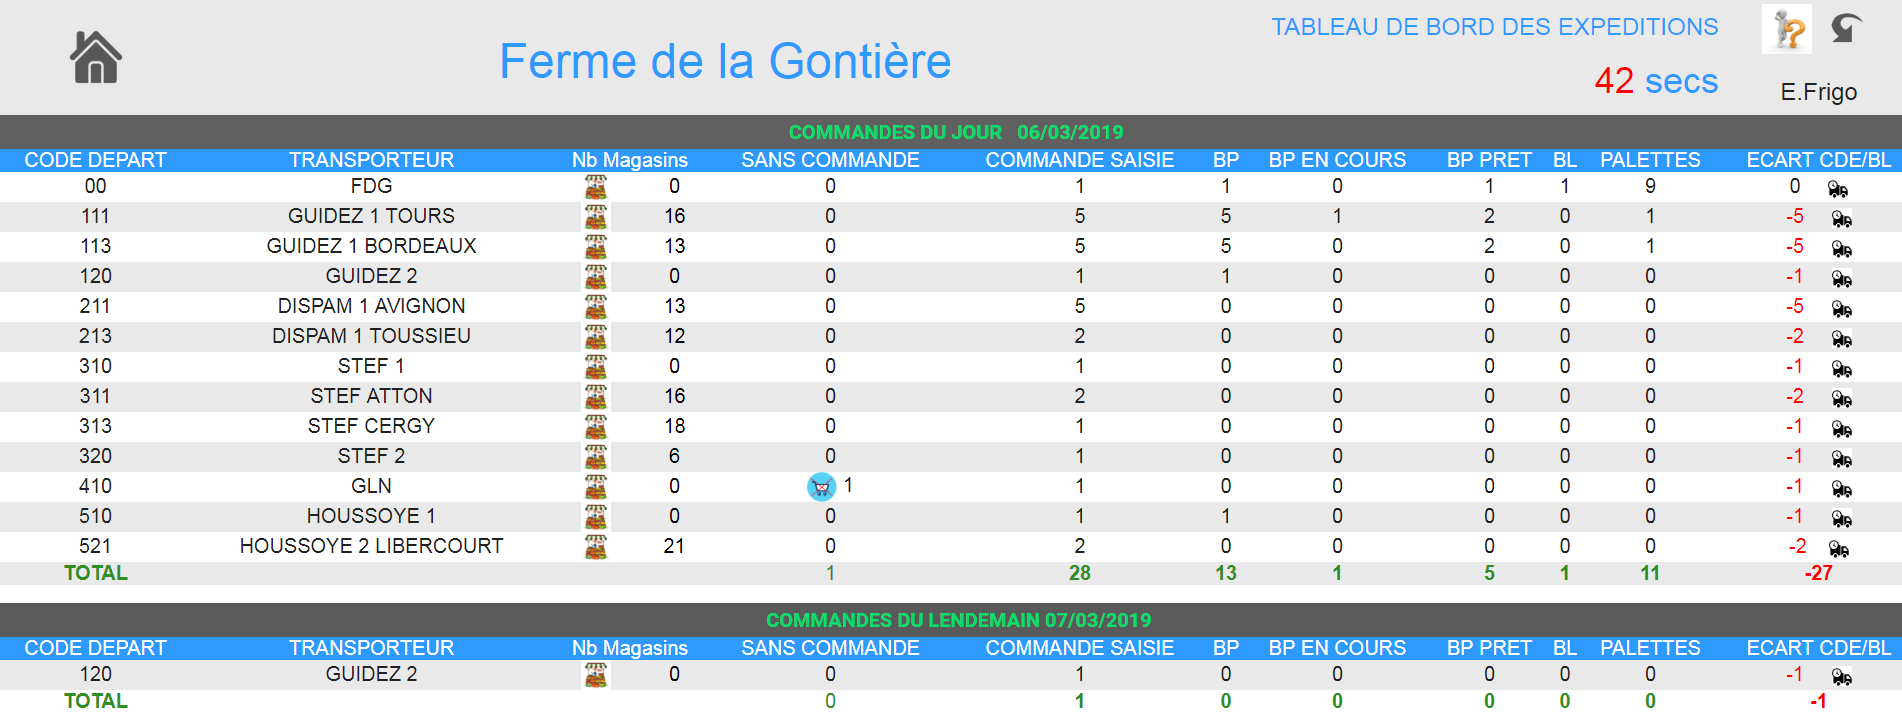 Ferme de la Gontière
TABLEAU DE BORD DES EXPEDITIONS
42 secs
E.Frigo
COMMANDES DU JOUR 06/03/2019
CODE DEPART TRANSPORTEUR Nb Magasins SANS COMMANDE COMMANDE SAISIE BP BP EN COURS BP PRET BL PALETTES ECART CDE/BL
00 FDG 0 0 1 1 0 1 1 9 0
111 GUIDEZ 1 TOURS 16 0 5 5 1 2 0 1 -5
113 GUIDEZ 1 BORDEAUX 13 0 5 5 0 2 0 1 -5
120 GUIDEZ 2 0 0 1 1 0 0 0 0 -1
211 DISPAM 1 AVIGNON 13 0 5 0 0 0 0 0 -5
213 DISPAM 1 TOUSSIEU 12 0 2 0 0 0 0 0 -2
310 STEF 1 0 0 1 0 0 0 0 0 -1
311 STEF ATTON 16 0 2 0 0 0 0 0 -2
313 STEF CERGY 18 0 1 0 0 0 0 0 -1
320 STEF 2 6 0 1 0 0 0 0 0 -1
410 GLN 0 1 1 0 0 0 0 0 -1
510 HOUSSOYE 1 0 0 1 1 0 0 0 0 -1
521 HOUSSOYE 2 LIBERCOURT 21 0 2 0 0 0 0 0 -2
TOTAL 1 28 13 1 5 1 11 -27
COMMANDES DU LENDEMAIN 07/03/2019
CODE DEPART TRANSPORTEUR Nb Magasins SANS COMMANDE COMMANDE SAISIE BP BP EN COURS BP PRET BL PALETTES ECART CDE/BL
120 GUIDEZ 2 0 0 1 0 0 0 0 0 -1
TOTAL 0 1 0 0 0 0 0 -1